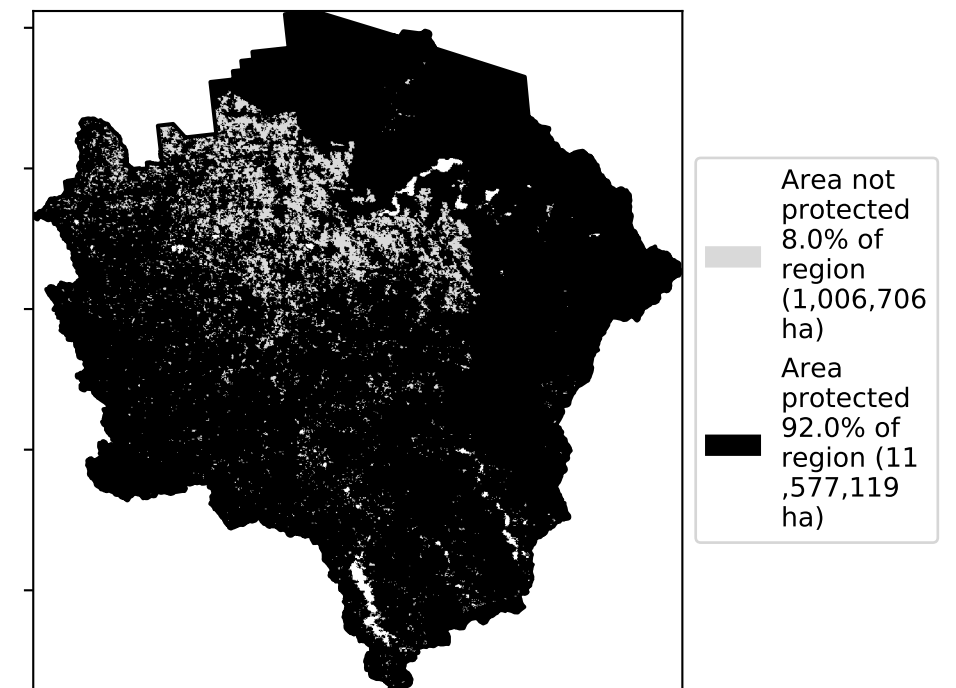 Area not
protected
8.0% of
region
(1,006,706
ha)
Area
protected
92.0% of
region (11
,577,119
ha)